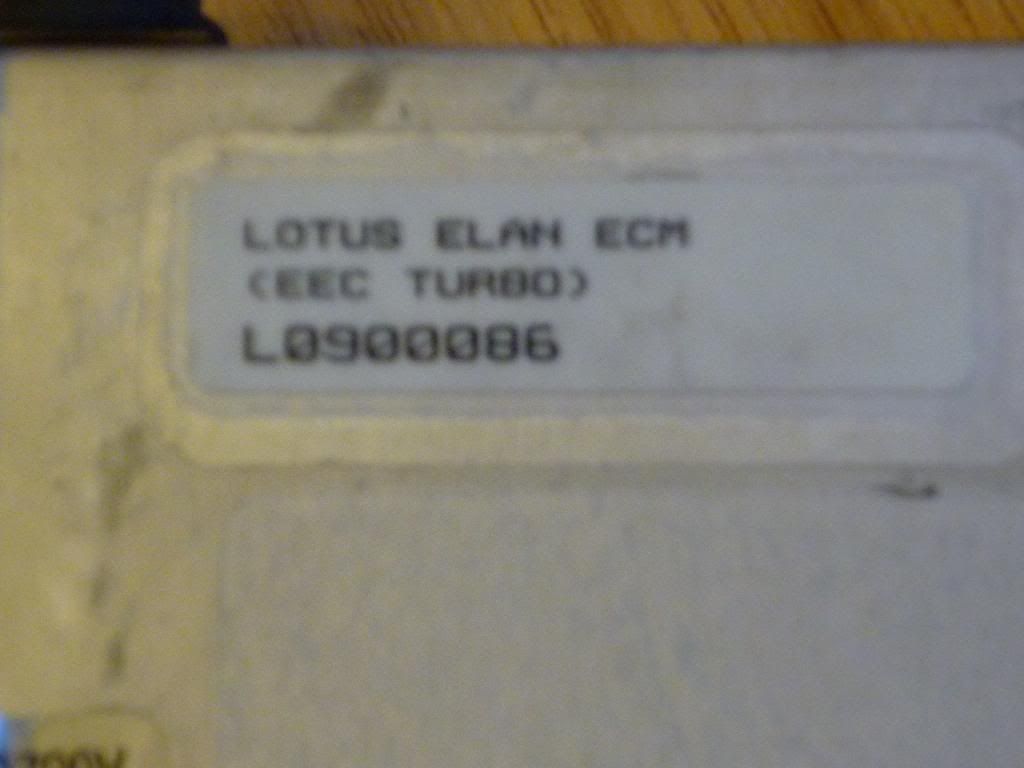 LOTUS ELAN ECM
(EEC TURBO)
L0900086